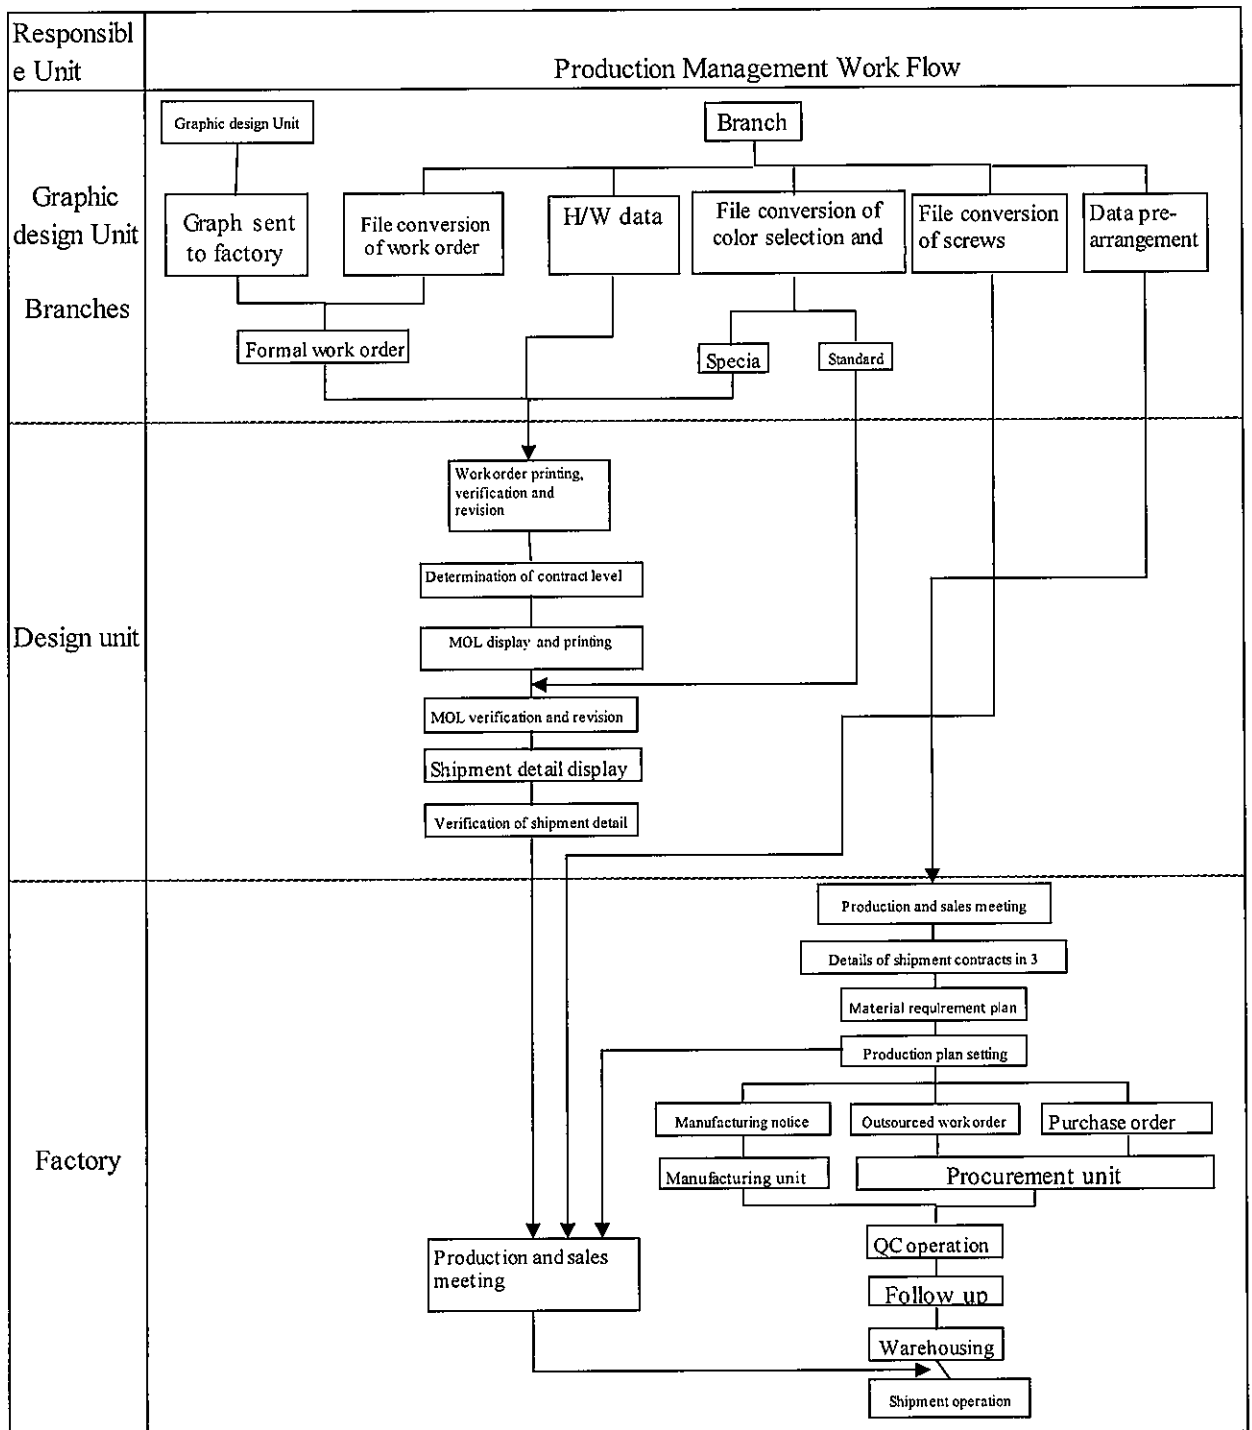 Responsibl
e Unit
Production Management Work Flow
Graphic design Unit
Branch
Graphic
design Unit
Branches
Graph sent
to factory
File conversion
of work order
H/W data
File conversion of
color selection and
File conversion
of screws
Data pre-
arrangement
Formal work order
Specia
Standard
Design unit
Workorder printing,
verification and
revision
Determination of contract level
MOL display and printing
MOL verification and revision
Shipment detail display
Verification of shipment detail
Factory
Production and sales meeting
Details of shipment contracts in 3
Material requirement plan
Production plan setting
Manufacturing notice
Outsourced work order
Purchase order
Manufacturing unit
Procurement unit
Production and sales
meeting
QC operation
Follow up
Warehousing
Shipment operation